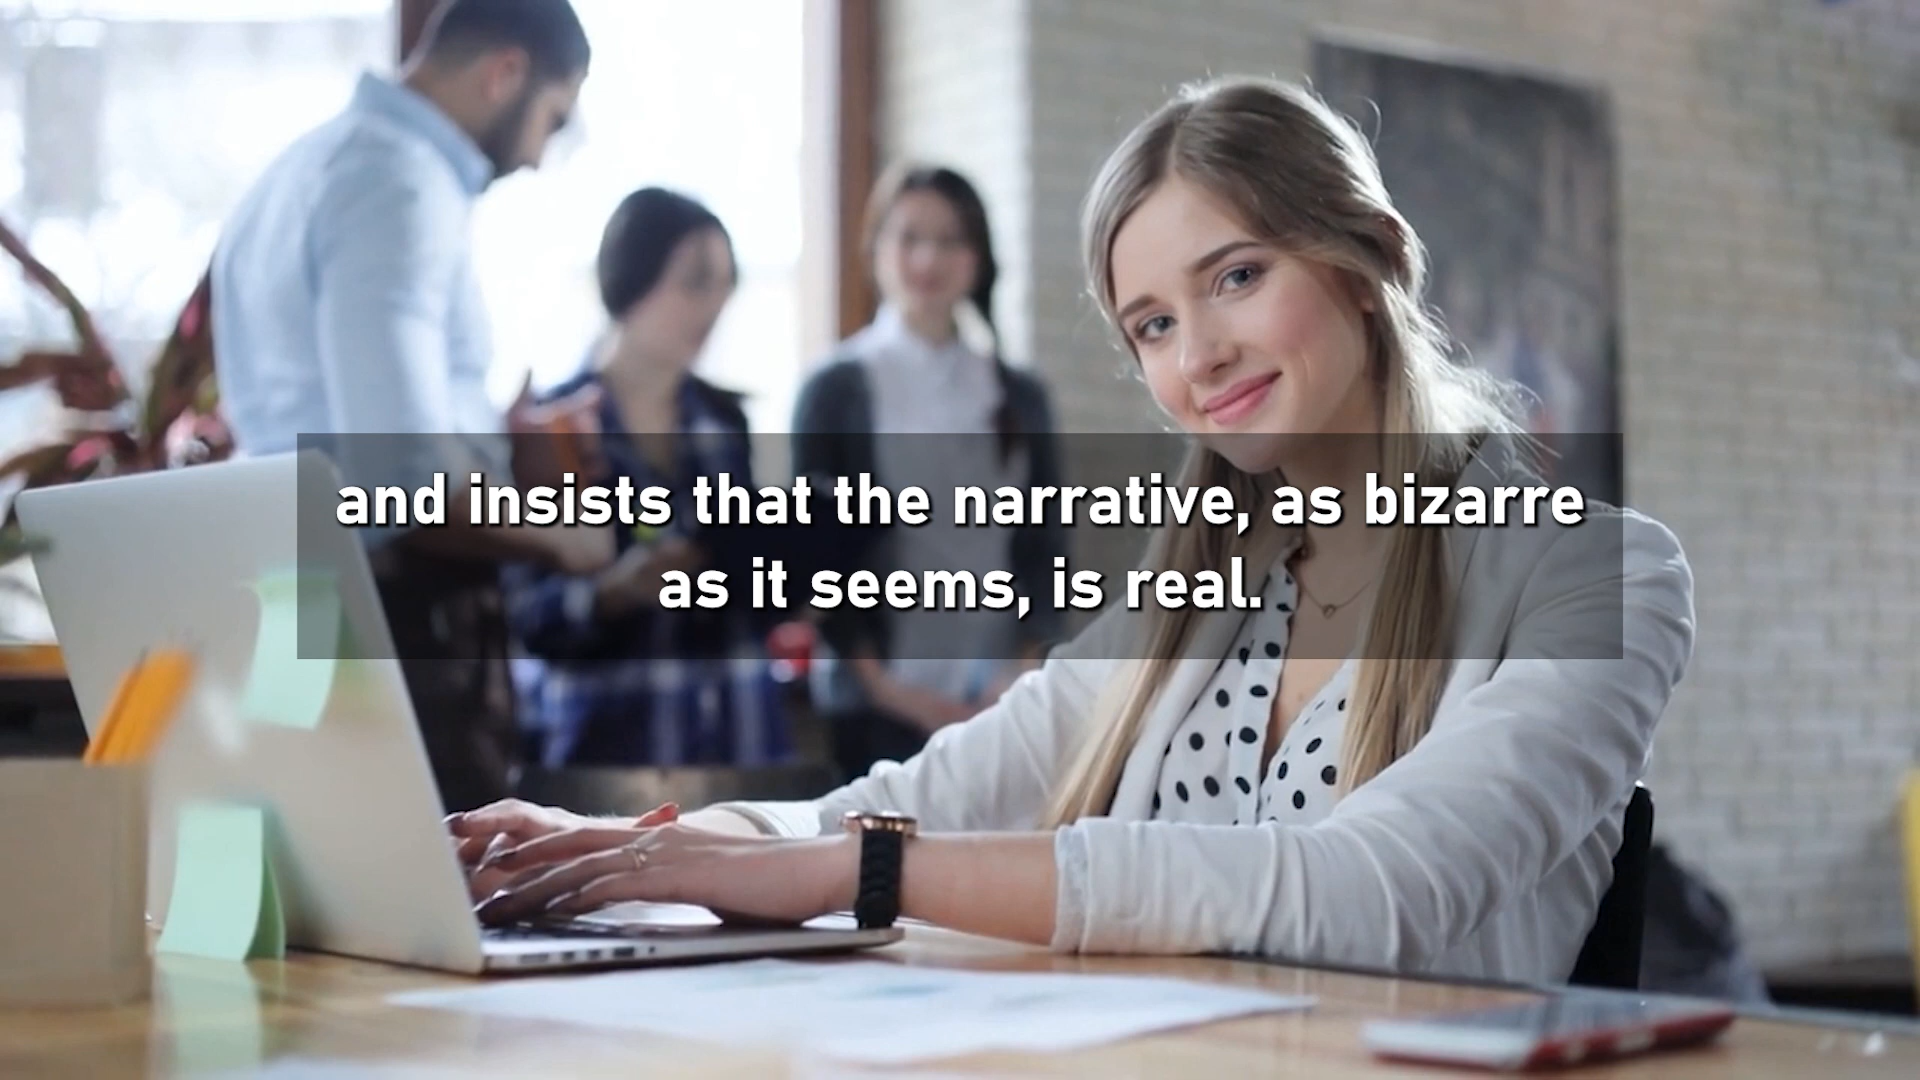 and insists that the narrative, as bizarre
as it seems, is real.